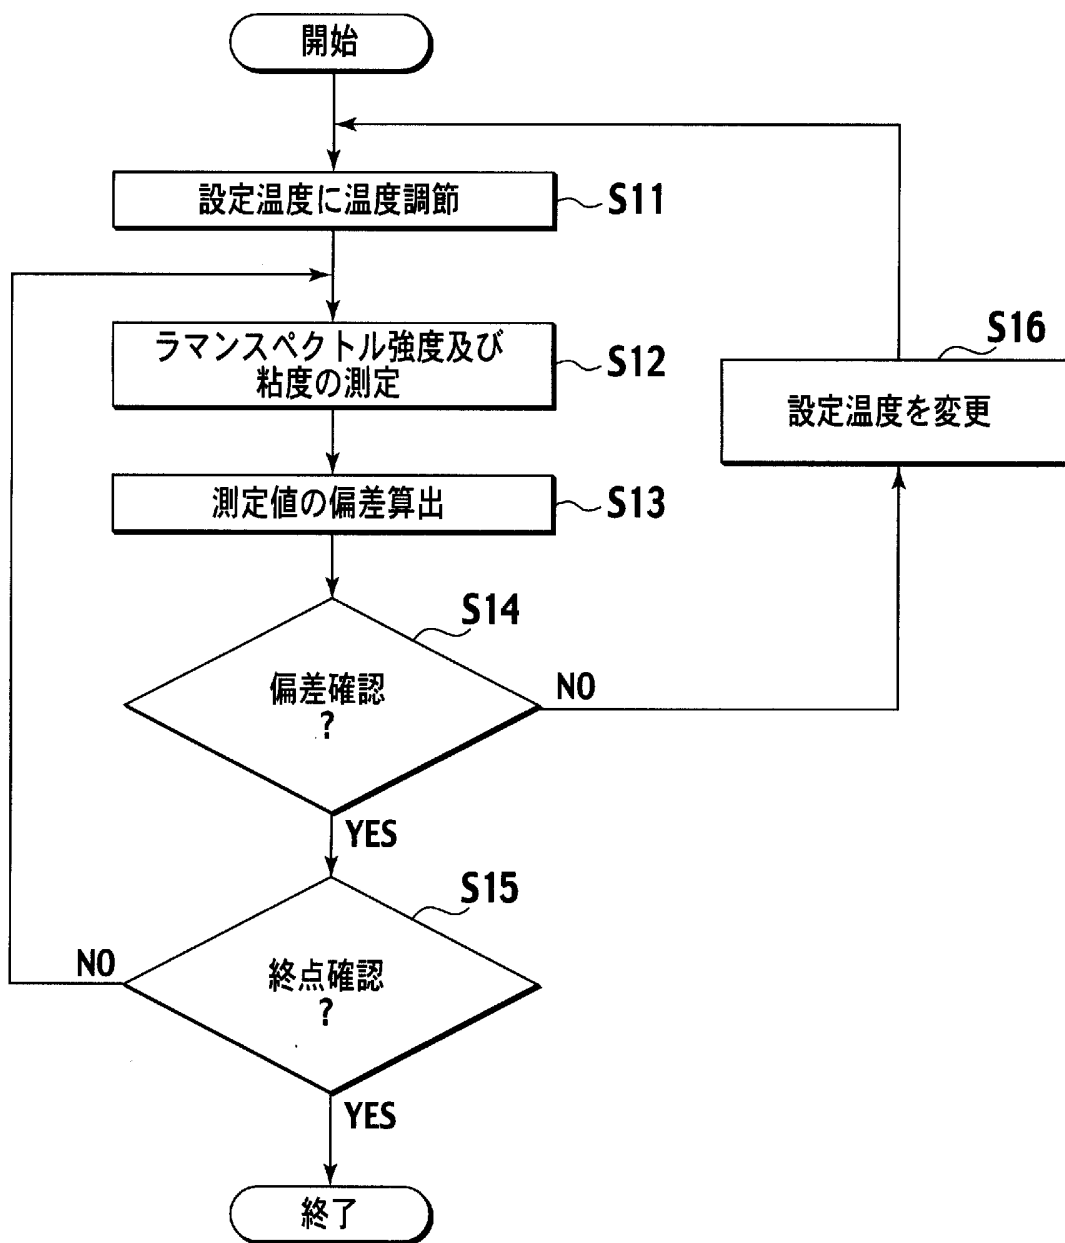 開始
設定温度に温度調節
S11
ラマンスペクトル強度及び
粘度の測定
S12
S16
設定温度を変更
測定値の偏差算出
S13
S14
偏差確認
?
NO
YES
S15
終点確認
?
NO
YES
終了